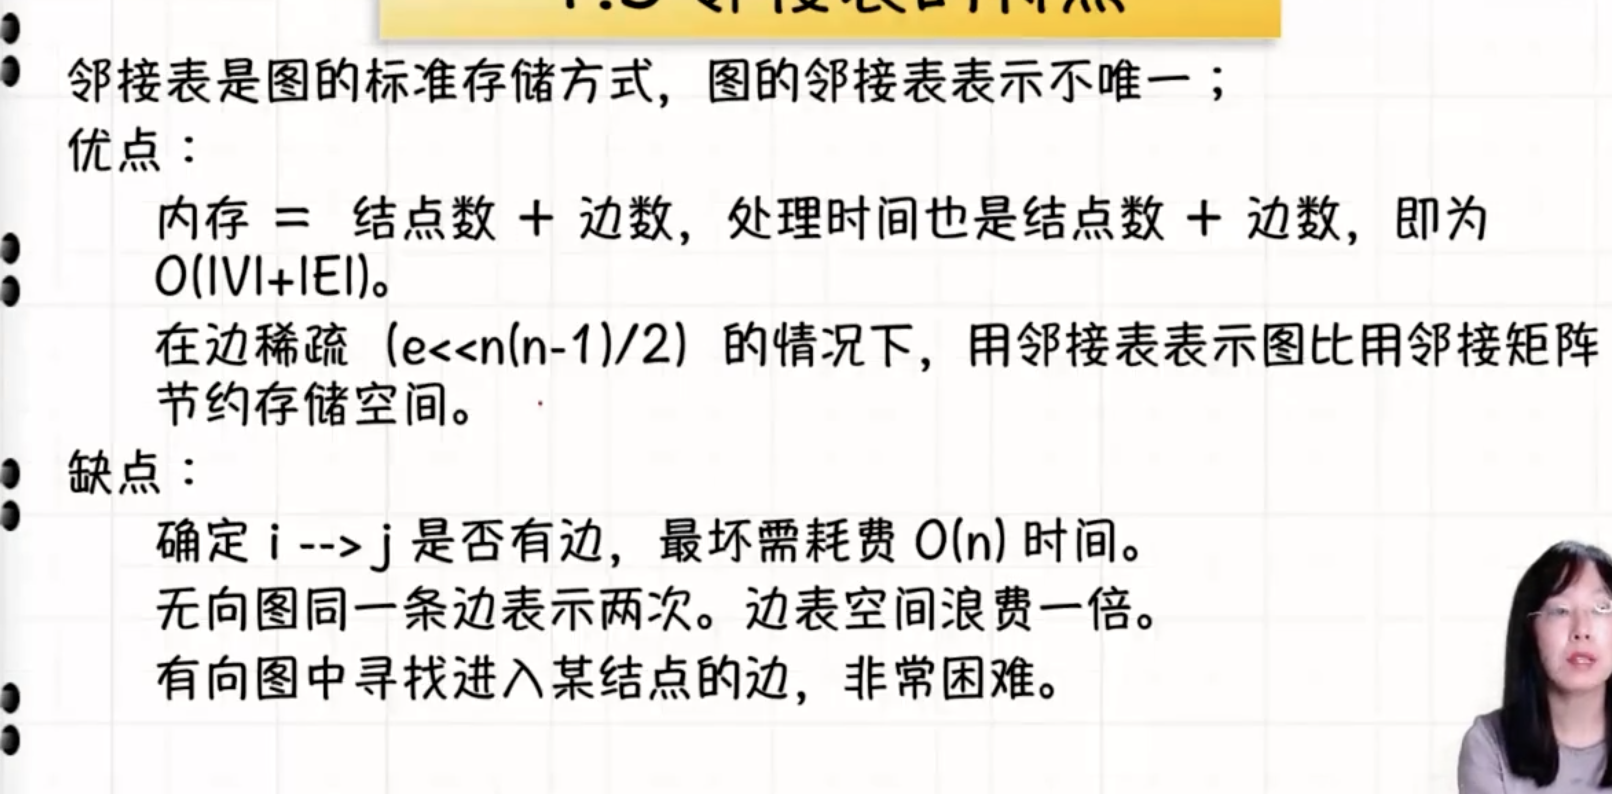 邻接表是图的标准存储方式，图的邻接表表示不唯一；
优点：
内存 = 结点数 + 边数，处理时间也是结点数 + 边数，即为
O(|V|+|E|)。
在边稀疏（e<<n(n-1)/2）的情况下，用邻接表表示图比用邻接矩阵
节约存储空间。
缺点：
确定 i --> j 是否有边，最坏需耗费 O(n) 时间。
无向图同一条边表示两次。边表空间浪费一倍。
有向图中寻找进入某结点的边，非常困难。